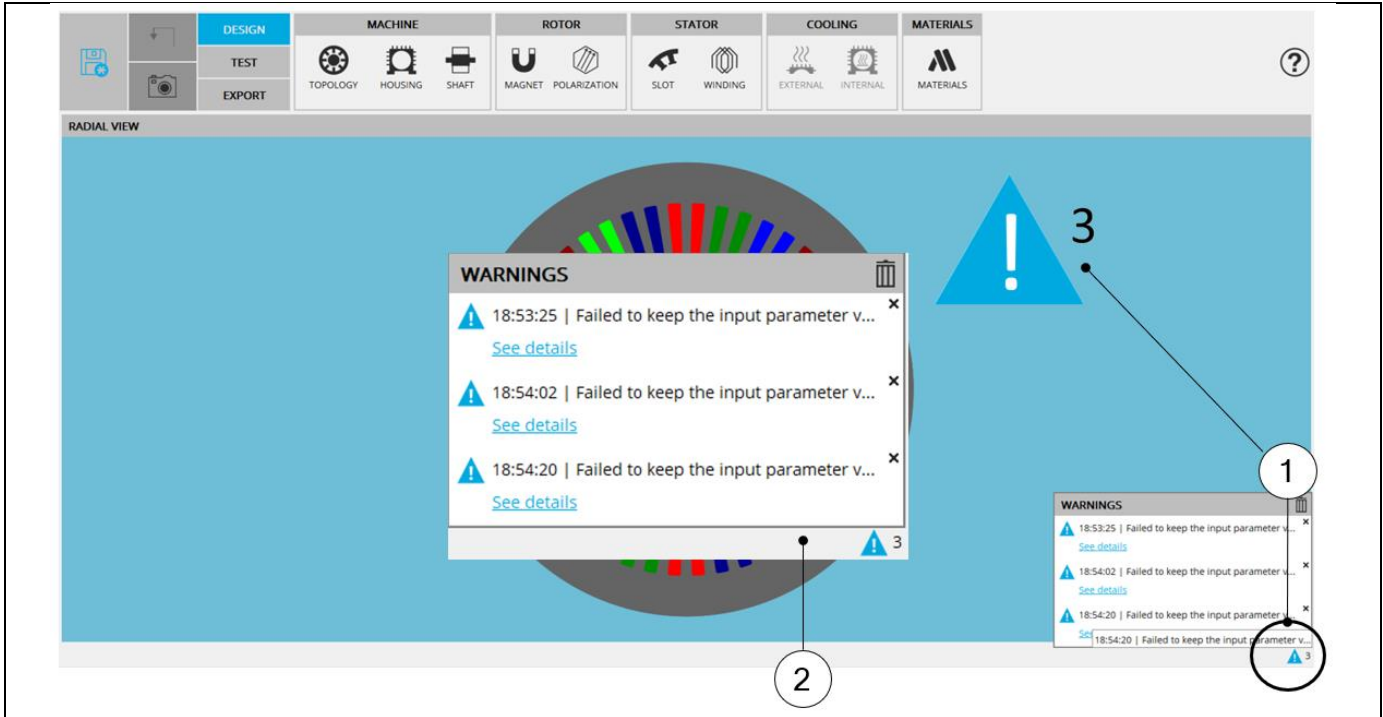 DESIGN
TEST
EXPORT
MACHINE
TOPOLOGY HOUSING SHAFT
ROTOR
MAGNET POLARIZATION
STATOR
SLOT WINDING
COOLING
EXTERNAL INTERNAL
MATERIALS
MATERIALS
?
RADIAL VIEW
! 3
WARNINGS
18:53:25 | Failed to keep the input parameter v...
See details
18:54:02 | Failed to keep the input parameter v...
See details
18:54:20 | Failed to keep the input parameter v...
See details
3
2
1
WARNINGS
18:53:25 | Failed to keep the input parameter v...
See details
18:54:02 | Failed to keep the input parameter v...
See details
18:54:20 | Failed to keep the input parameter v...
18:54:20 | Failed to keep the input parameter v...
3